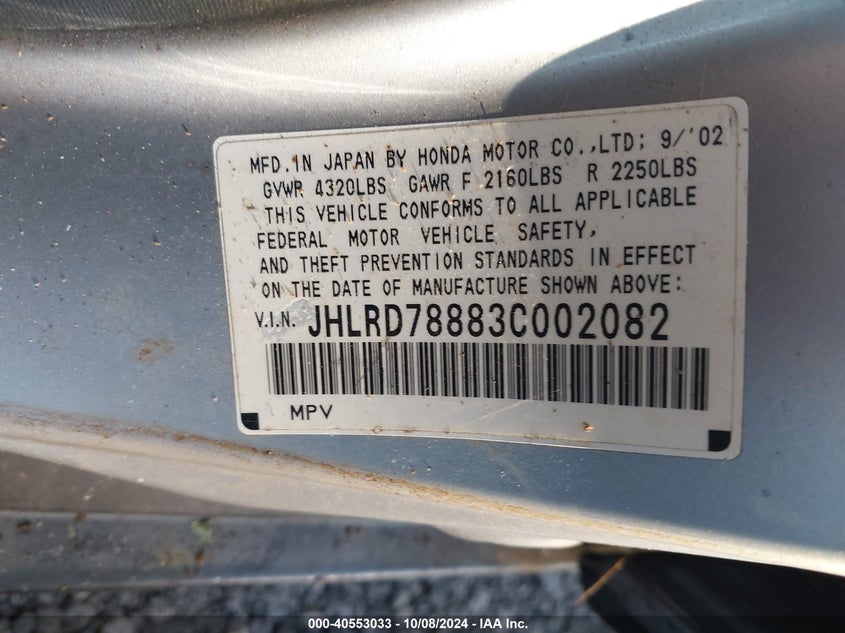 MFD.IN JAPAN BY HONDA MOTOR CO.,LTD; 9/'02
GVWR 4320LBS GAWR F 2160LBS R 2250LBS
THIS VEHICLE CONFORMS TO ALL APPLICABLE
FEDERAL MOTOR VEHICLE SAFETY,
AND THEFT PREVENTION STANDARDS IN EFFECT
ON THE DATE OF MANUFACTURE SHOWN ABOVE:
V.I.N. JHLRD78883C002082
MPV
000-40553033 - 10/08/2024 - IAA Inc.